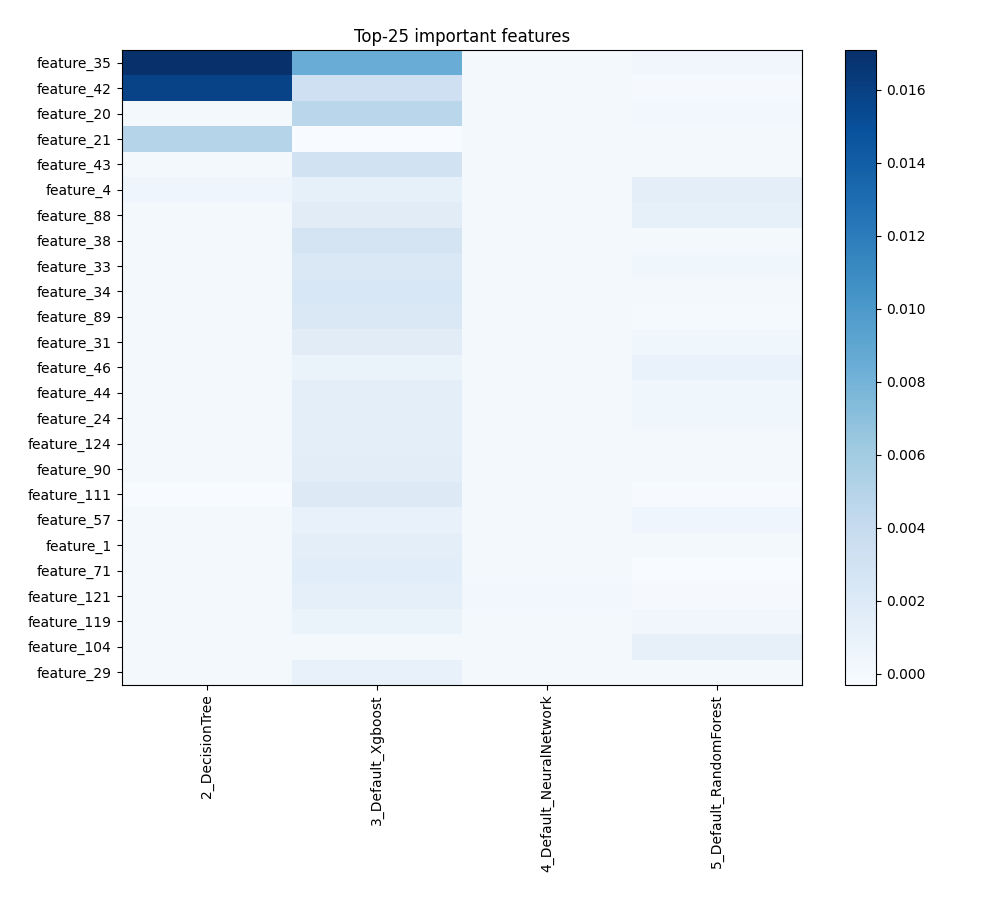 Top-25 important features
feature_35
feature_42
feature_20
feature_21
feature_43
feature_4
feature_88
feature_38
feature_33
feature_34
feature_89
feature_31
feature_46
feature_44
feature_24
feature_124
feature_90
feature_111
feature_57
feature_1
feature_71
feature_121
feature_119
feature_104
feature_29
2_DecisionTree
3_Default_Xgboost
4_Default_NeuralNetwork
5_Default_RandomForest
0.016
0.014
0.012
0.010
0.008
0.006
0.004
0.002
0.000